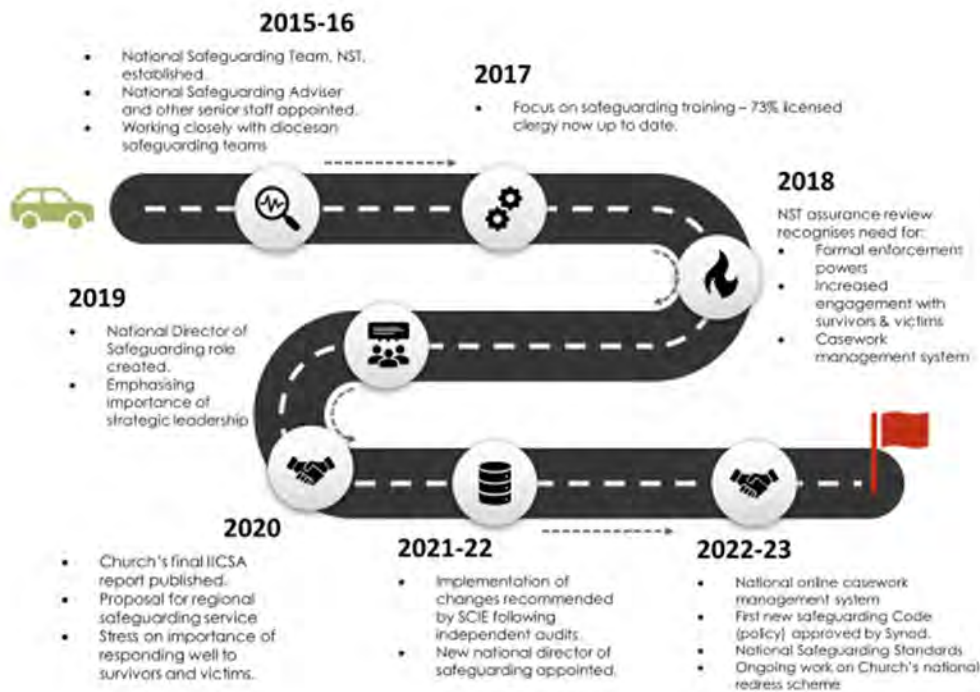 2015-16
• National Safeguarding Team, NST,
established.
• National Safeguarding Adviser
and other senior staff appointed.
• Working closely with diocesan
safeguarding teams
2017
• Focus on safeguarding training – 73% licensed
clergy now up to date.
2018
NST assurance review
recognises need for:
• Formal enforcement
powers
• Increased
engagement with
survivors & victims
• Casework
management system
2019
• National Director of
Safeguarding role
created.
• Emphasising
importance of
strategic leadership
2020
• Church's final IICSA
report published.
• Proposal for regional
safeguarding service
• Stress on importance of
responding well to
survivors and victims.
2021-22
• Implementation of
changes recommended
by SCIE following
independent audits.
• New national director of
safeguarding appointed.
2022-23
• National online casework
management system
• First new safeguarding Code
(policy) approved by Synod.
• National Safeguarding Standards
• Ongoing work on Church's national
redress scheme